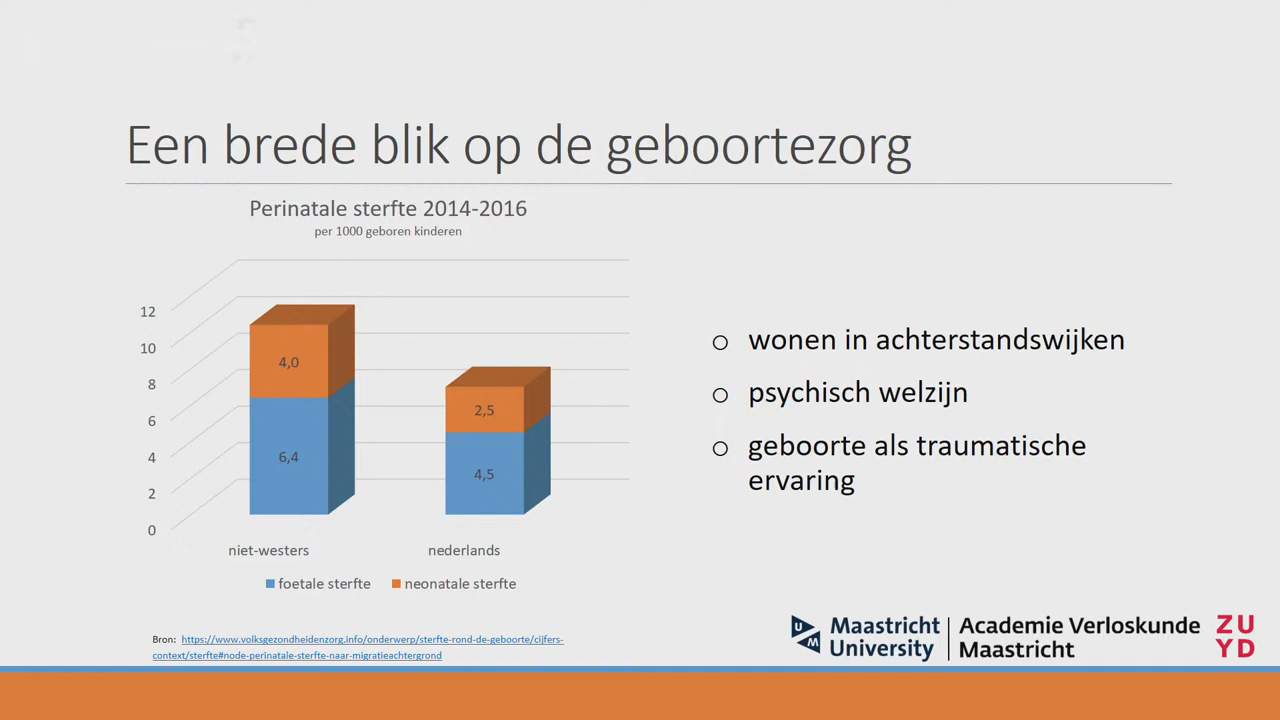 Een brede blik op de geboortezorg
Perinatale sterfte 2014-2016
per 1000 geboren kinderen
12
10
8
6
4
2
0
4,0
6,4
2,5
4,5
niet-westers
nederlands
foetale sterfte
neonatale sterfte
o wonen in achterstandswijken
o psychisch welzijn
o geboorte als traumatische
ervaring
Bron: https://www.volksgezondheidenzorg.info/onderwerp/sterfte-rond-de-geboorte/cijfers-
context/sterfte#node-perinatale-sterfte-naar-migratieachtergrond
UM
Maastricht
University
Academie Verloskunde
Maastricht
ZU
YD